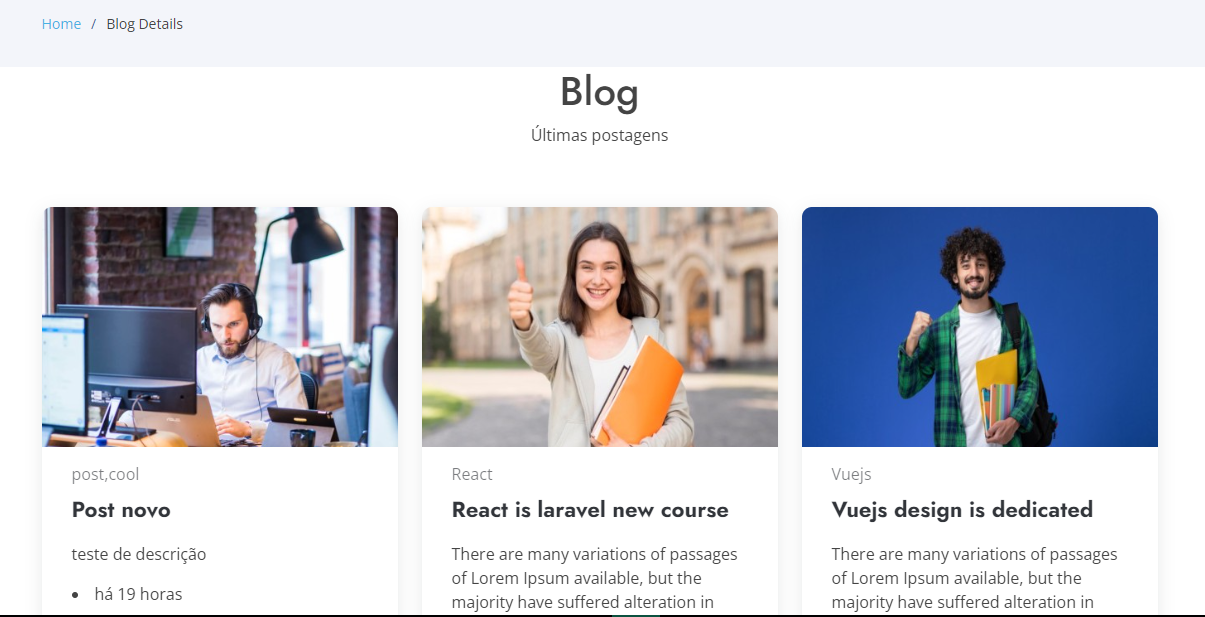 Home / Blog Details
Blog
Últimas postagens
post,cool
Post novo
teste de descrição
há 19 horas
React
React is laravel new course
There are many variations of passages
of Lorem Ipsum available, but the
majority have suffered alteration in
Vuejs
Vuejs design is dedicated
There are many variations of passages
of Lorem Ipsum available, but the
majority have suffered alteration in